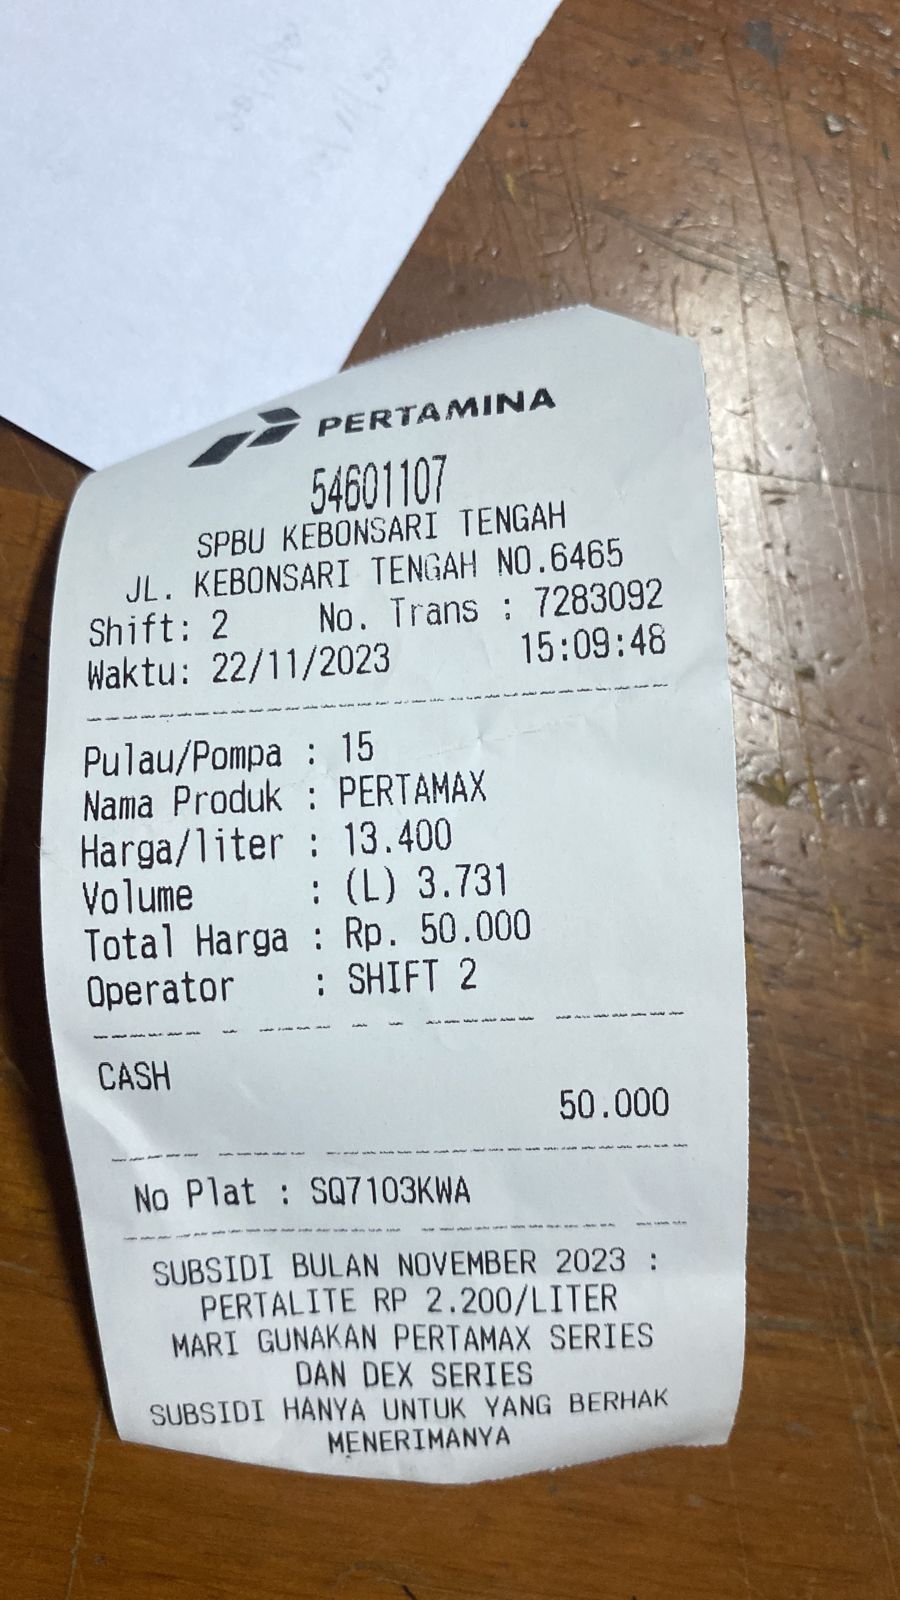 PERTAMINA
54601107
SPBU KEBONSARI TENGAH
JL. KEBONSARI TENGAH NO.6465
Shift: 2 No. Trans : 7283092
Waktu: 22/11/2023 15:09:48
Pulau/Pompa : 15
Nama Produk : PERTAMAX
Harga/liter : 13.400
Volume : (L) 3.731
Total Harga : Rp. 50.000
Operator : SHIFT 2
CASH
50.000
No Plat : SQ7103KWA
SUBSIDI BULAN NOVEMBER 2023 :
PERTALITE RP 2.200/LITER
MARI GUNAKAN PERTAMAX SERIES
DAN DEX SERIES
SUBSIDI HANYA UNTUK YANG BERHAK
MENERIMANYA